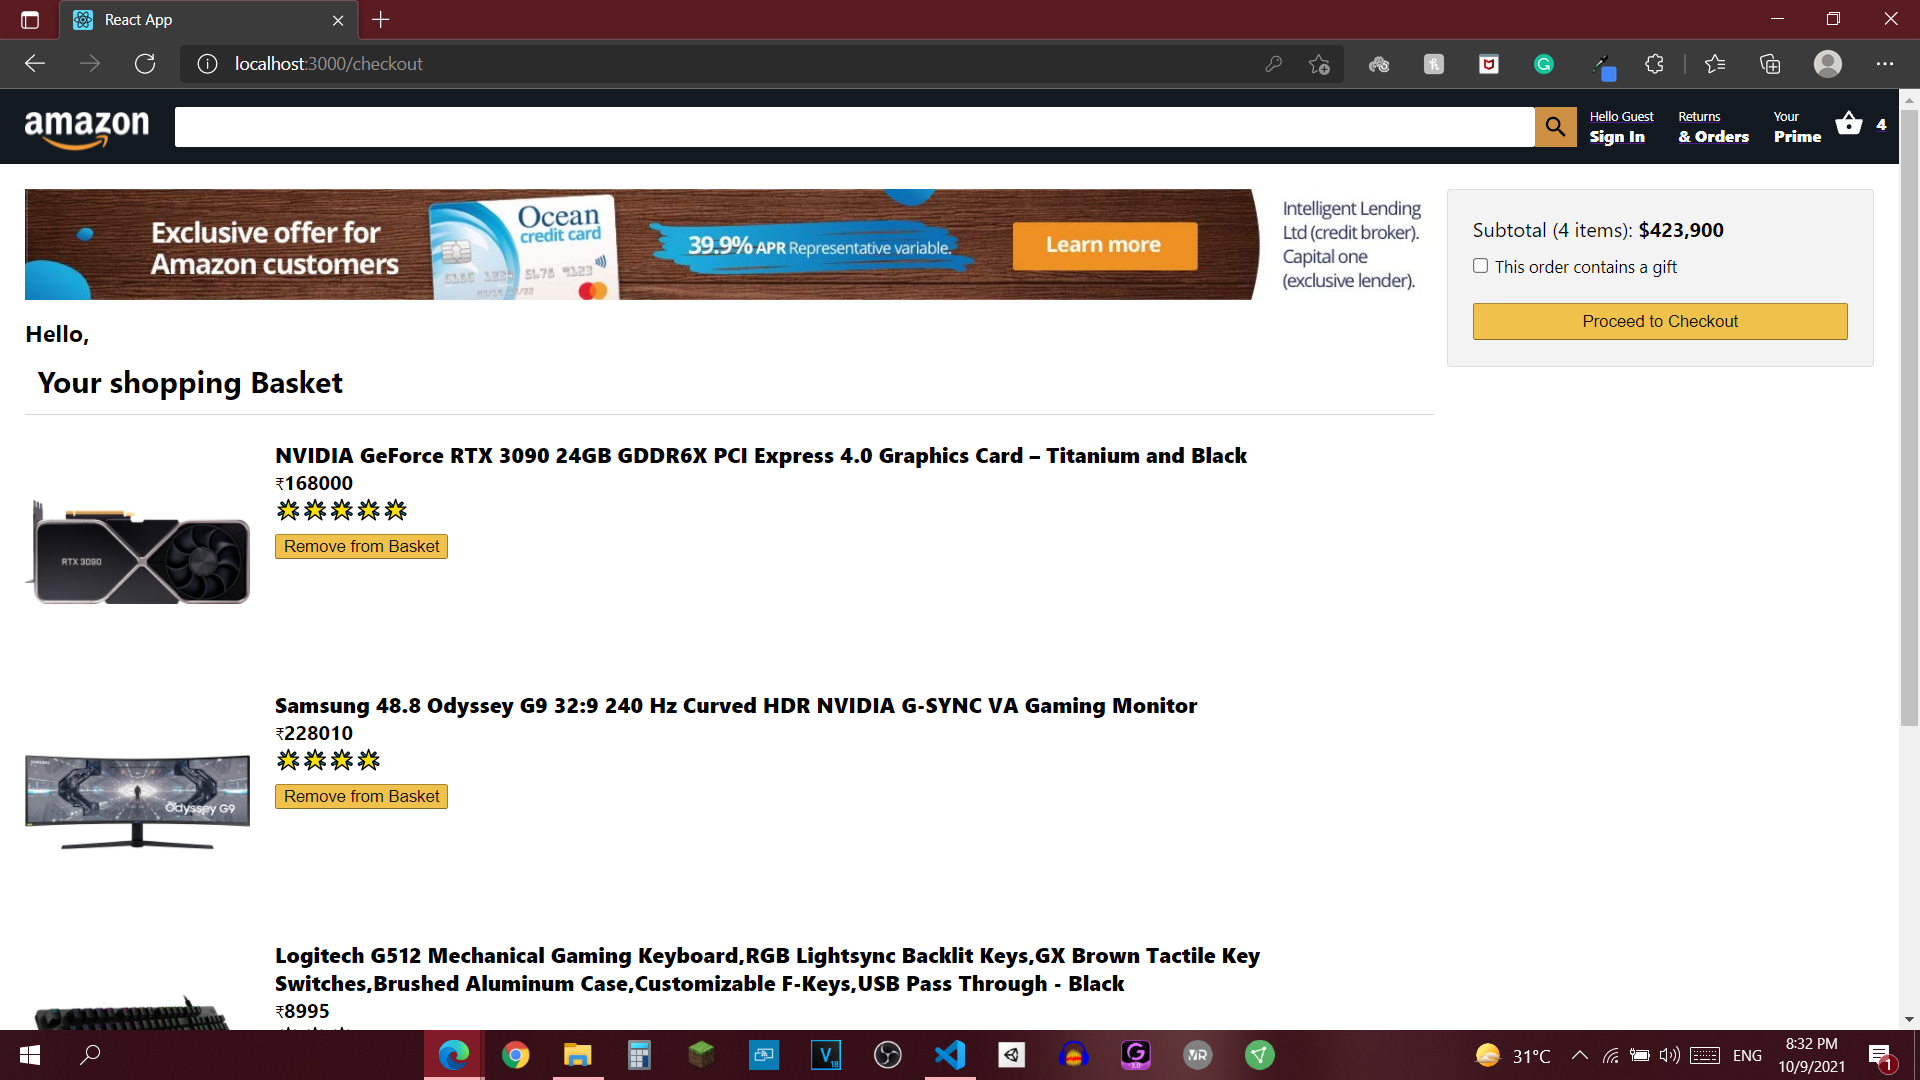 React App
localhost:3000/checkout
amazon
Hello Guest
Sign In
Returns
& Orders
Your
Prime
4
Exclusive offer for
Amazon customers
Ocean
credit card
39.9% APR Representative variable.
Learn more
Intelligent Lending
Ltd (credit broker).
Capital one
(exclusive lender).
Subtotal (4 items): $423,900
This order contains a gift
Proceed to Checkout
Hello,
Your shopping Basket
NVIDIA GeForce RTX 3090 24GB GDDR6X PCI Express 4.0 Graphics Card – Titanium and Black
₹168000
Remove from Basket
RTX 3090
Samsung 48.8 Odyssey G9 32:9 240 Hz Curved HDR NVIDIA G-SYNC VA Gaming Monitor
₹228010
Remove from Basket
Odyssey G9
Logitech G512 Mechanical Gaming Keyboard,RGB Lightsync Backlit Keys,GX Brown Tactile Key
Switches,Brushed Aluminum Case,Customizable F-Keys,USB Pass Through - Black
₹8995
31°C
ENG
8:32 PM
10/9/2021
1